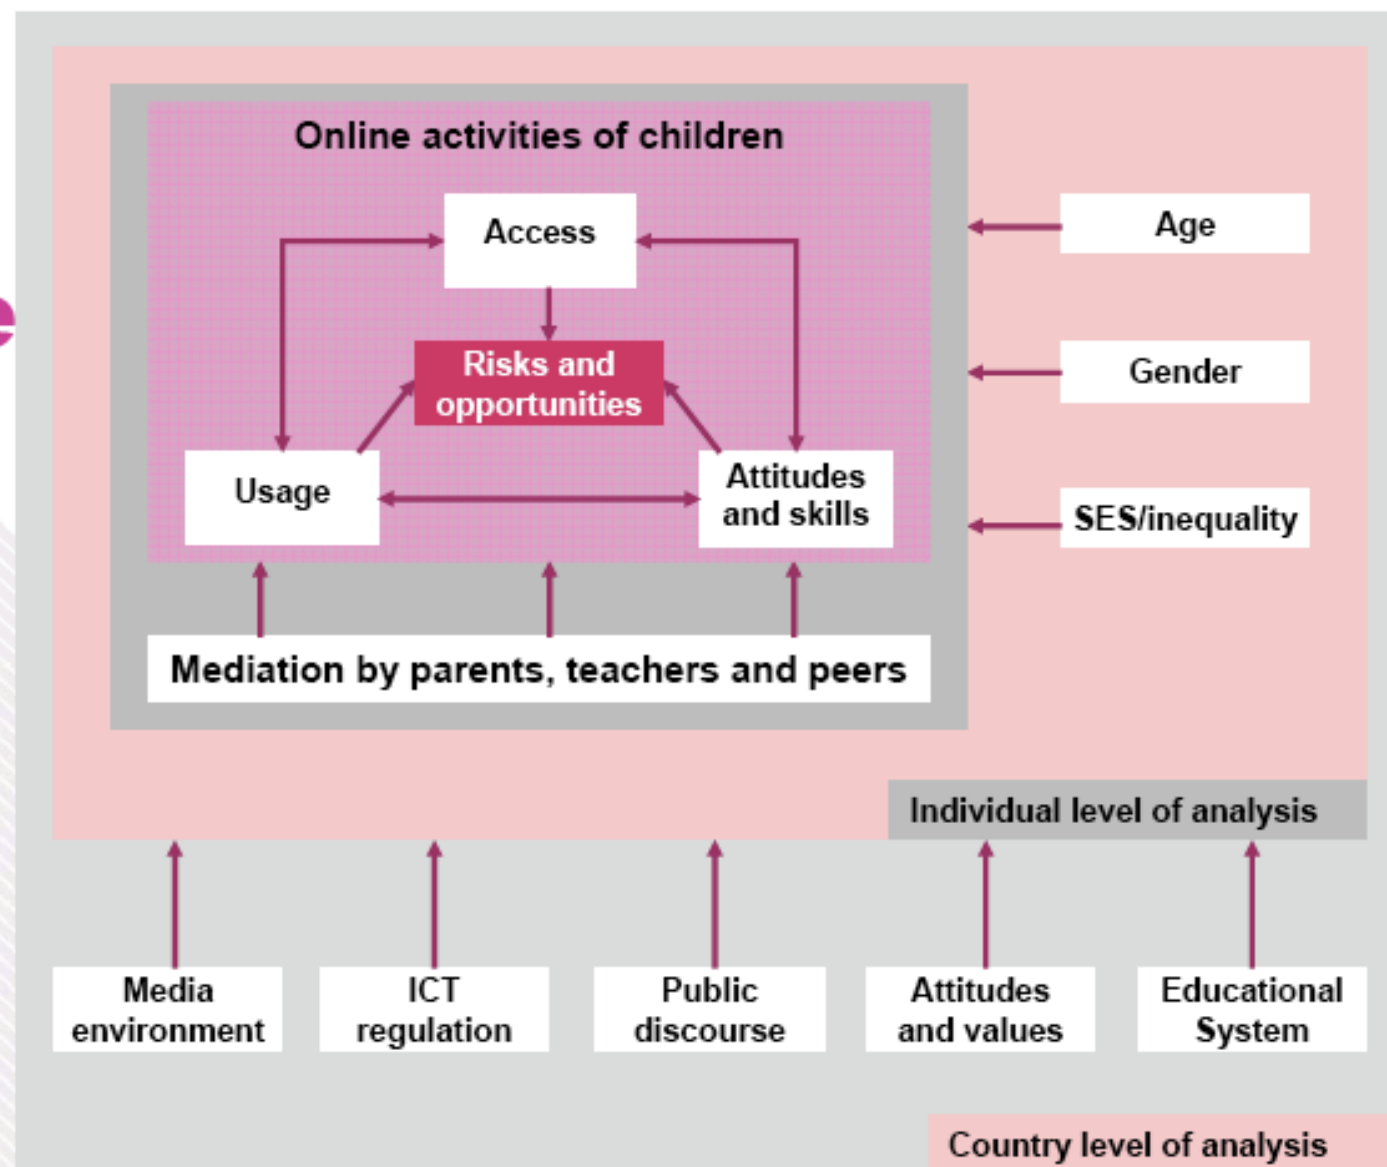 Online activities of children
Access
Age
e
Risks and
opportunities
Gender
Usage
Attitudes
and skills
SES/inequality
Mediation by parents, teachers and peers
Individual level of analysis
Media
environment
ICT
regulation
Public
discourse
Attitudes
and values
Educational
System
Country level of analysis